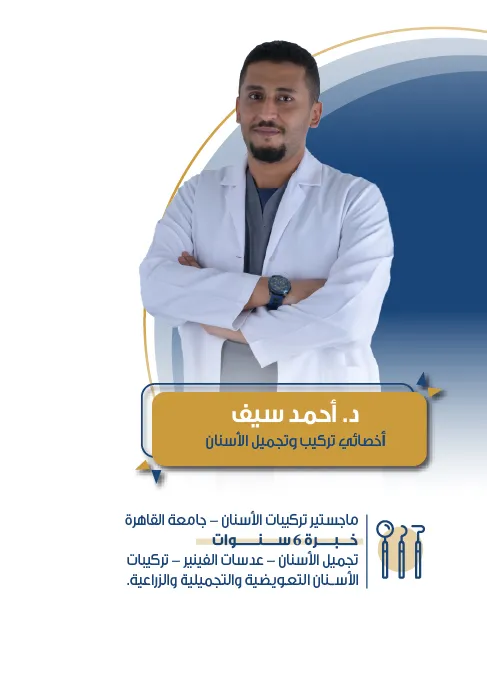 د. أحمد سيف
أخصائي تركيب وتجميل الأسنان
ماجستير تركيبات الأسنان – جامعة القاهرة
خبرة 6 سنوات
تجميل الأسنان – عدسات الفينير – تركيبات
الأسنان التعويضية والتجميلية والزراعية.